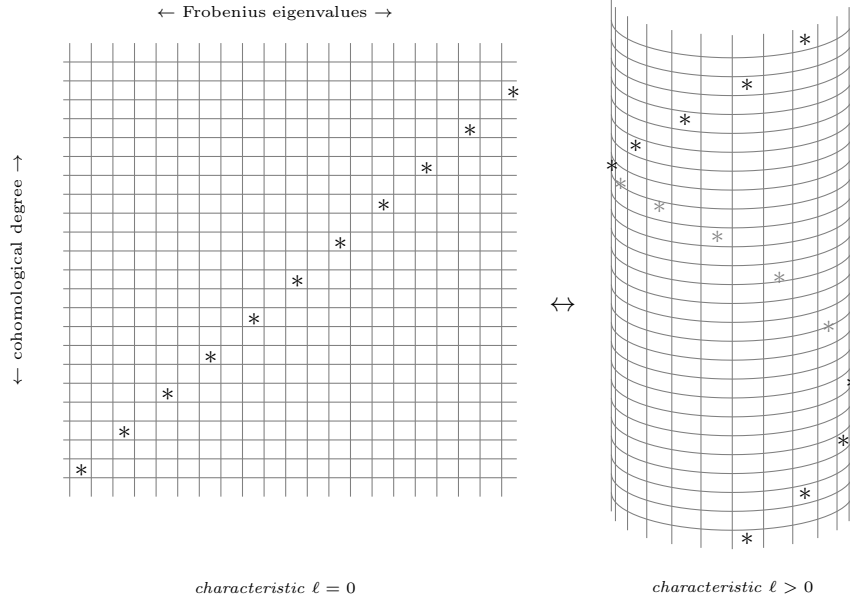 ← Frobenius eigenvalues →
← cohomological degree →
↔
characteristic ℓ = 0
characteristic ℓ > 0